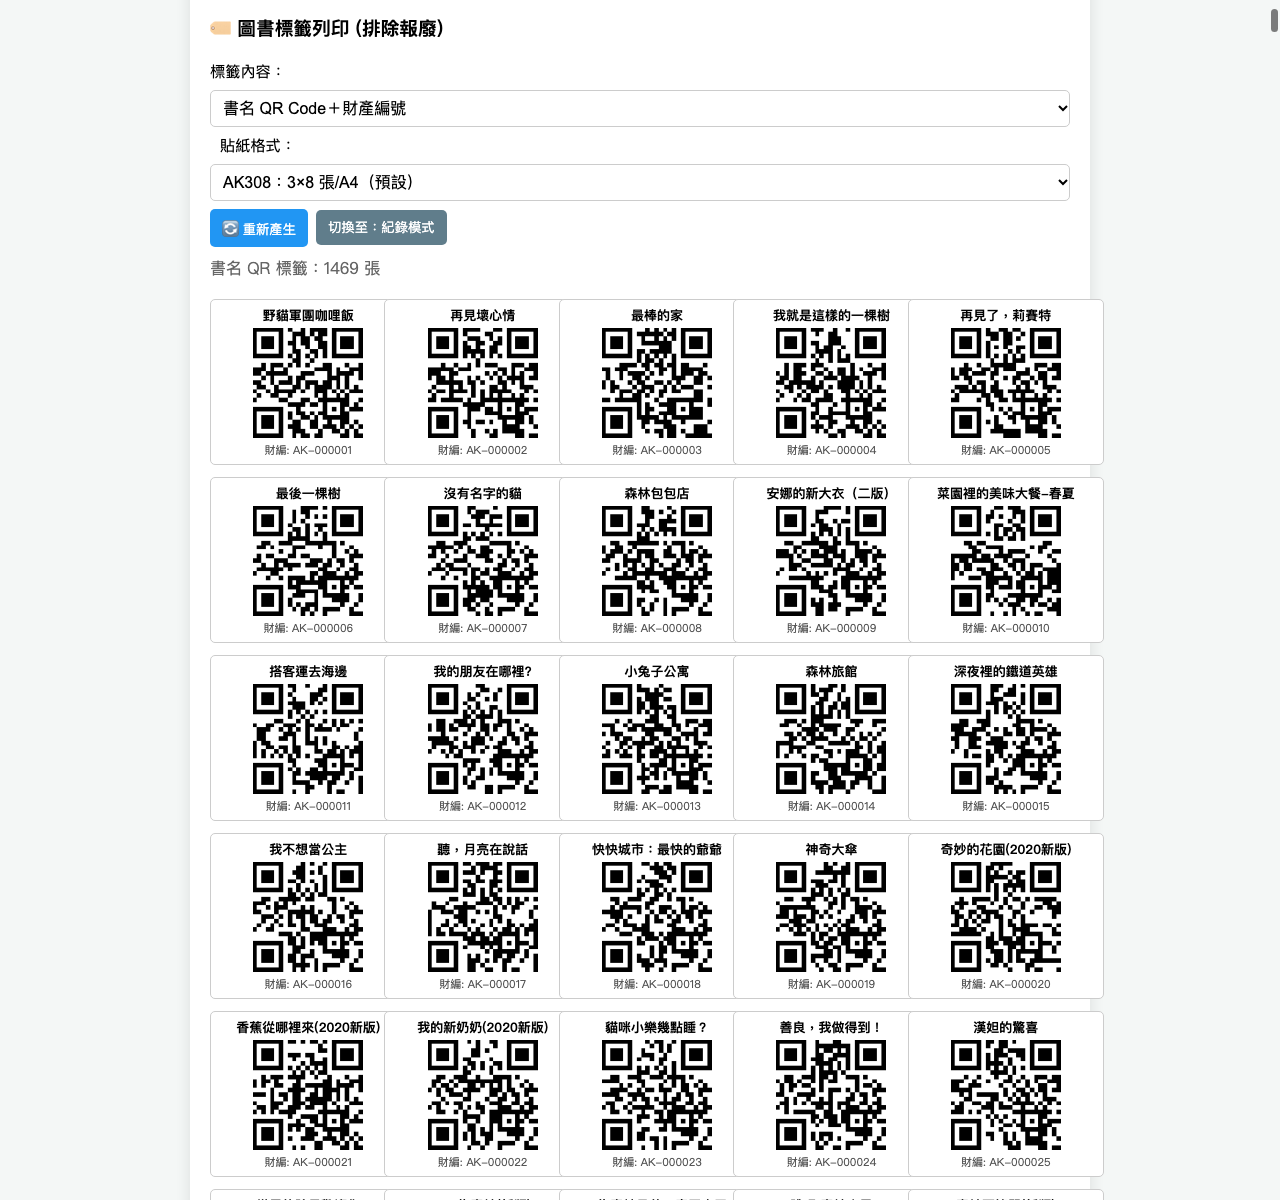 圖書標籤列印 (排除報廢)
標籤內容：
書名 QR Code＋財產編號
貼紙格式：
AK308：3×8 張/A4（預設）
重新產生 切換至：紀錄模式
書名 QR 標籤：1469 張
野貓軍團咖哩飯 再見壞心情 最棒的家 我就是這樣的一棵樹 再見了，莉賽特
財編: AK-000001 財編: AK-000002 財編: AK-000003 財編: AK-000004 財編: AK-000005
最後一棵樹 沒有名字的貓 森林包包店 安娜的新大衣（二版） 菜園裡的美味大餐-春夏
財編: AK-000006 財編: AK-000007 財編: AK-000008 財編: AK-000009 財編: AK-000010
搭客運去海邊 我的朋友在哪裡? 小兔子公寓 森林旅館 深夜裡的鐵道英雄
財編: AK-000011 財編: AK-000012 財編: AK-000013 財編: AK-000014 財編: AK-000015
我不想當公主 聽，月亮在說話 快快城市：最快的爺爺 神奇大傘 奇妙的花園(2020新版)
財編: AK-000016 財編: AK-000017 財編: AK-000018 財編: AK-000019 財編: AK-000020
香蕉從哪裡來(2020新版) 我的新奶奶(2020新版) 貓咪小樂幾點睡？ 善良，我做得到！ 漢妲的驚喜
財編: AK-000021 財編: AK-000022 財編: AK-000023 財編: AK-000024 財編: AK-000025